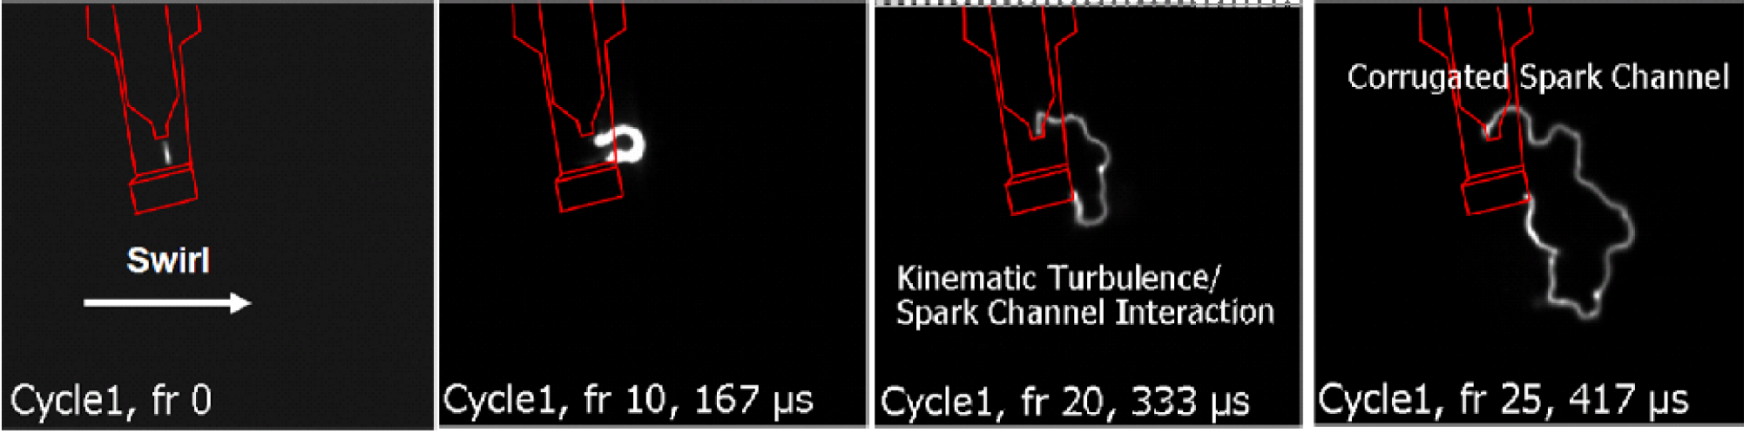 Swirl
Cycle1, fr 0
Cycle1, fr 10, 167 µs
Kinematic Turbulence/
Spark Channel Interaction
Cycle1, fr 20, 333 µs
Corrugated Spark Channel
Cycle1, fr 25, 417 µs